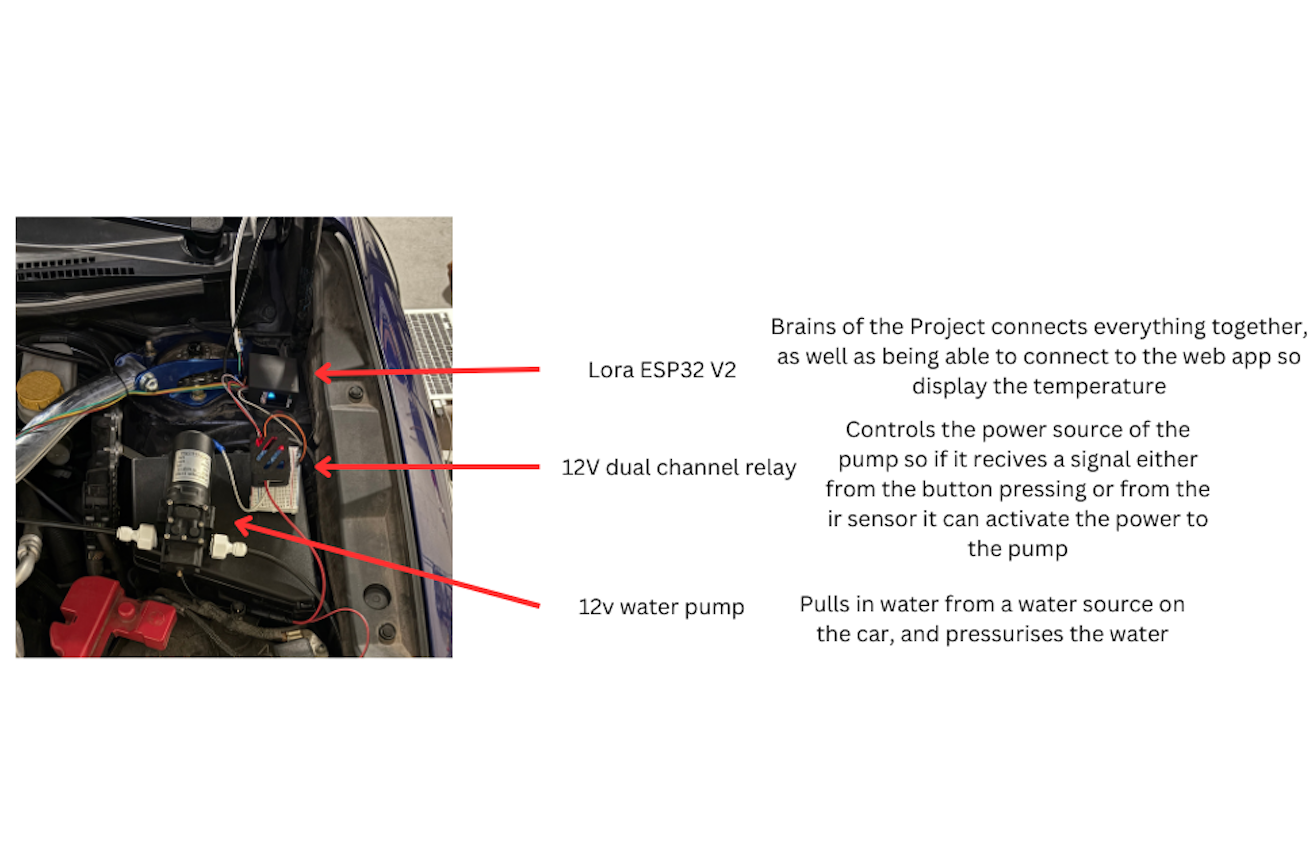 Brains of the Project connects everything together,
Lora ESP32 V2
as well as being able to connect to the web app so
display the temperature
Controls the power source of the
12V dual channel relay
pump so if it recives a signal either
from the button pressing or from the
ir sensor it can activate the power to
the pump
12v water pump
Pulls in water from a water source on
the car, and pressurises the water